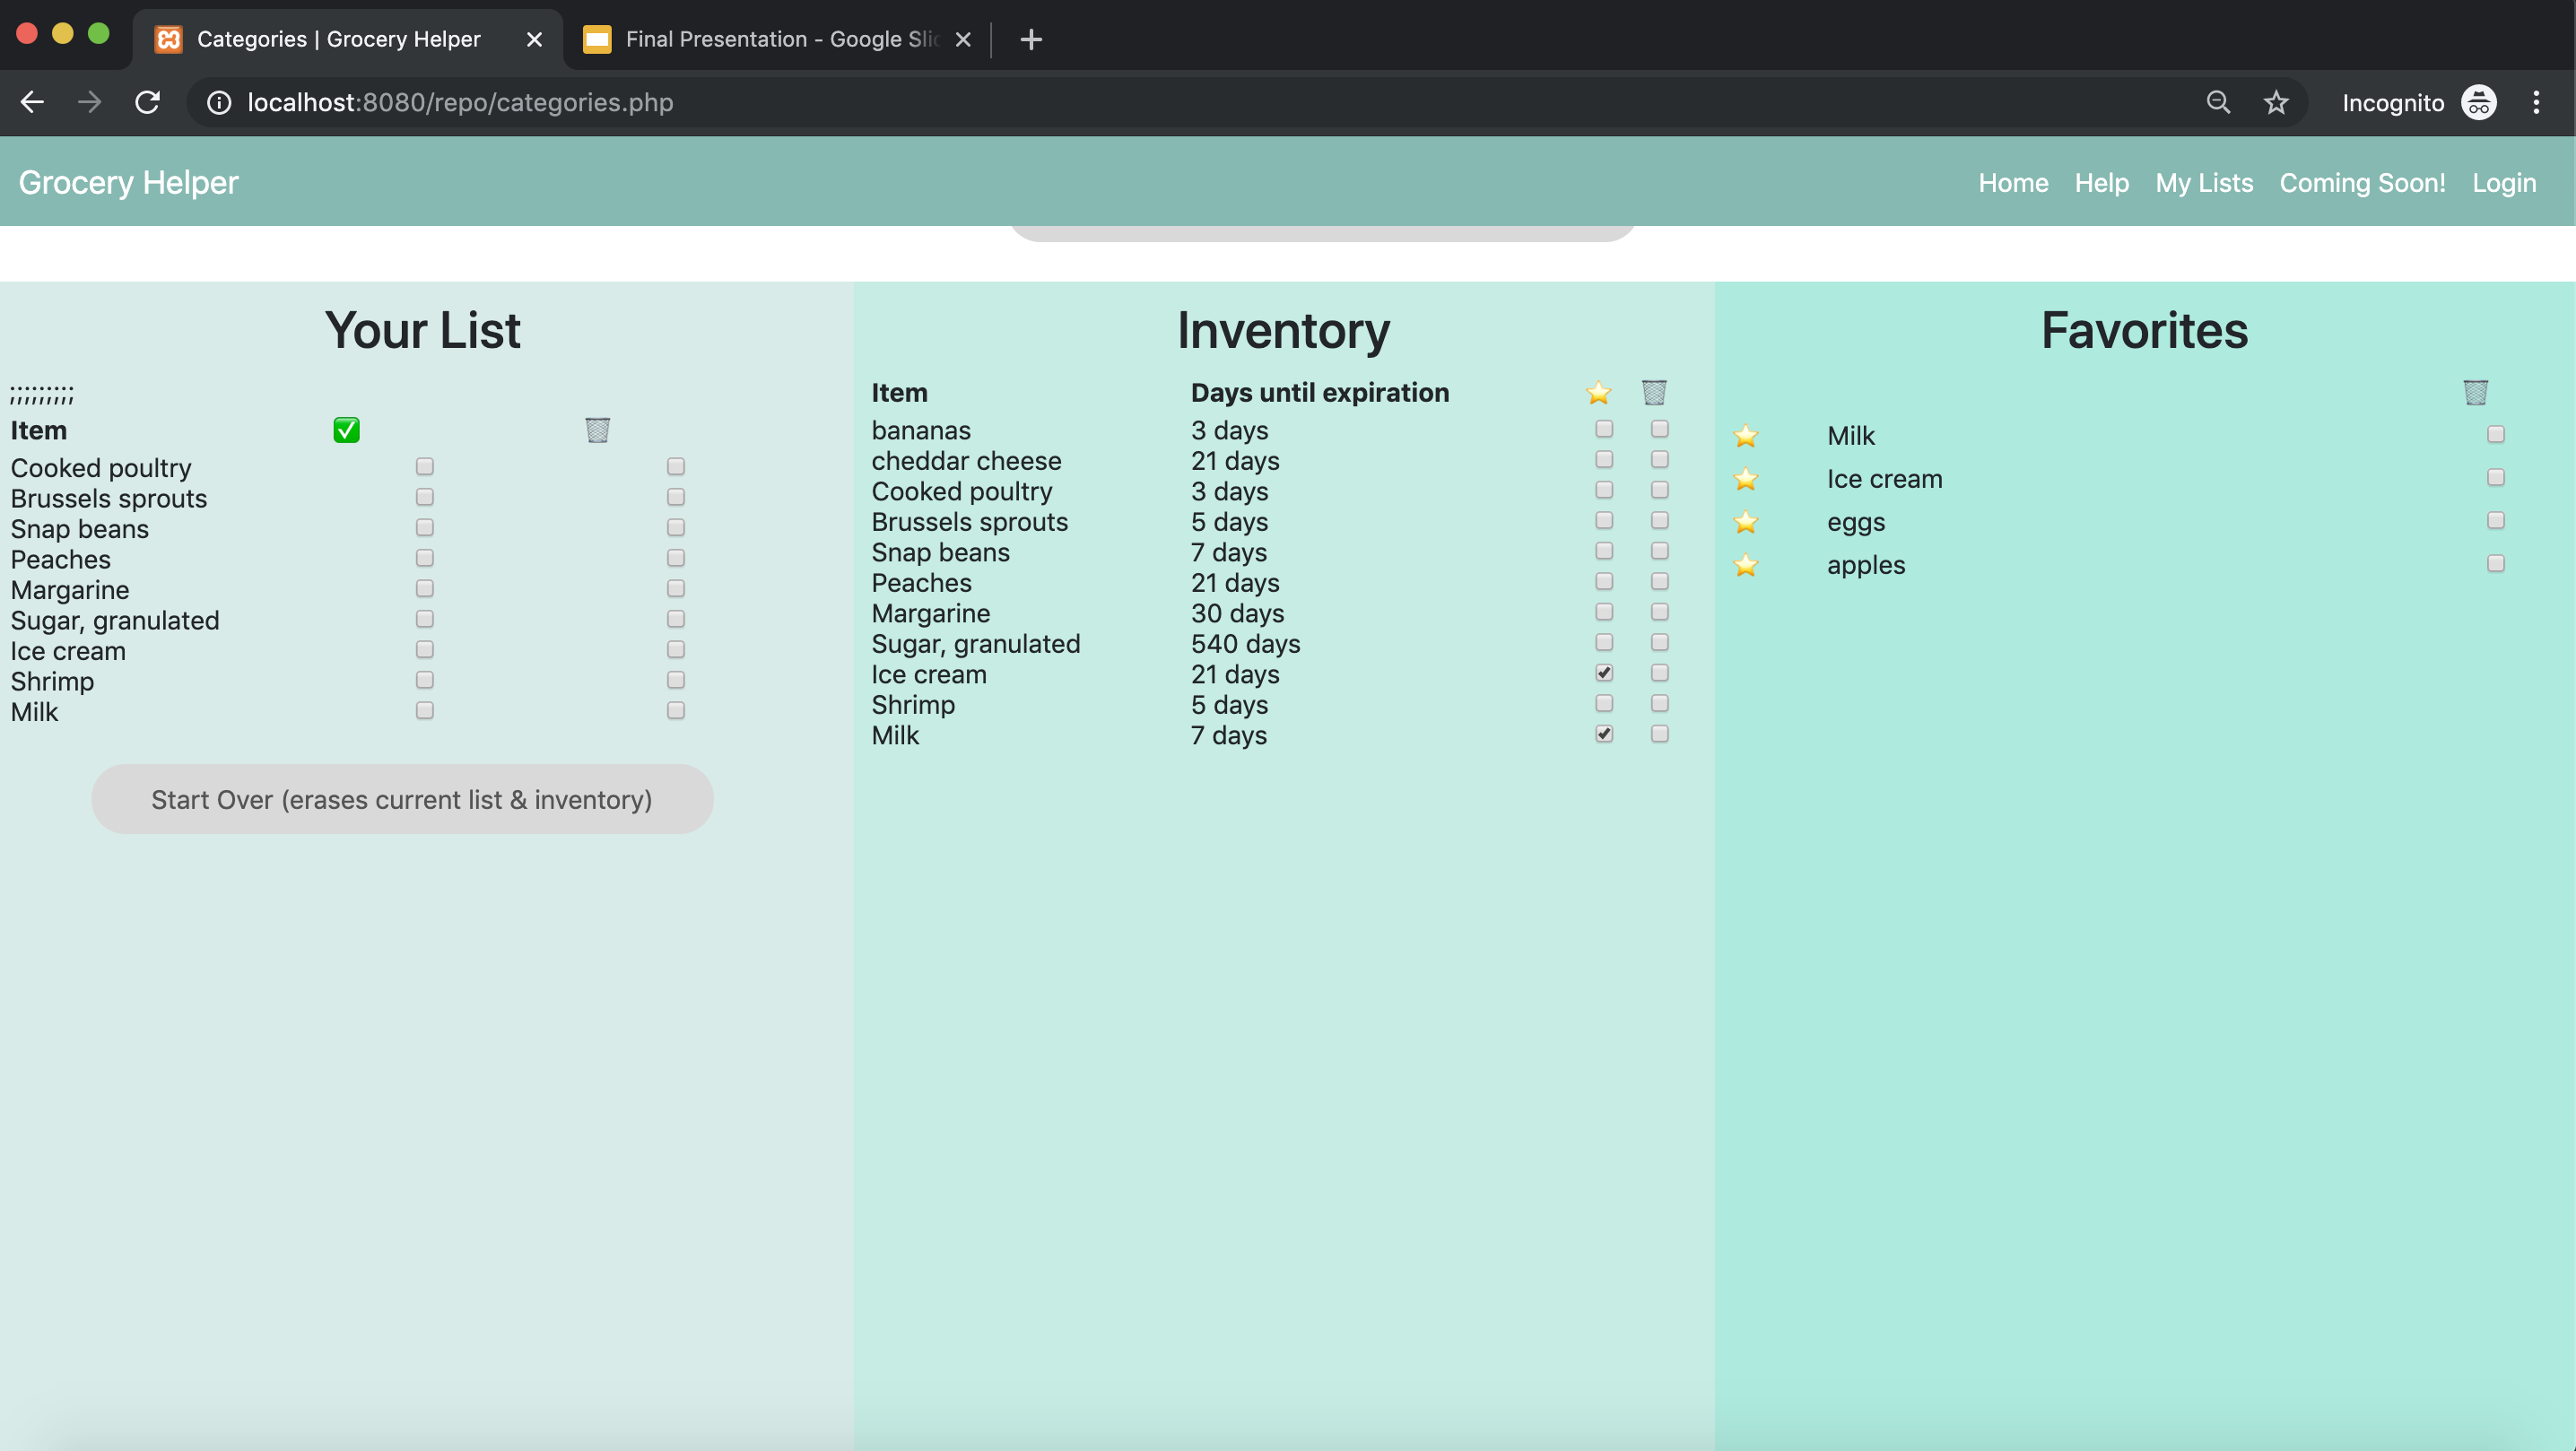 Categories | Grocery Helper
Final Presentation - Google Slid
localhost:8080/repo/categories.php
Incognito
Grocery Helper
Home Help My Lists Coming Soon! Login
Your List
;;;;;;;;;
Item
Cooked poultry
Brussels sprouts
Snap beans
Peaches
Margarine
Sugar, granulated
Ice cream
Shrimp
Milk
Start Over (erases current list & inventory)
Inventory
Item Days until expiration
bananas 3 days
cheddar cheese 21 days
Cooked poultry 3 days
Brussels sprouts 5 days
Snap beans 7 days
Peaches 21 days
Margarine 30 days
Sugar, granulated 540 days
Ice cream 21 days
Shrimp 5 days
Milk 7 days
Favorites
Milk
Ice cream
eggs
apples